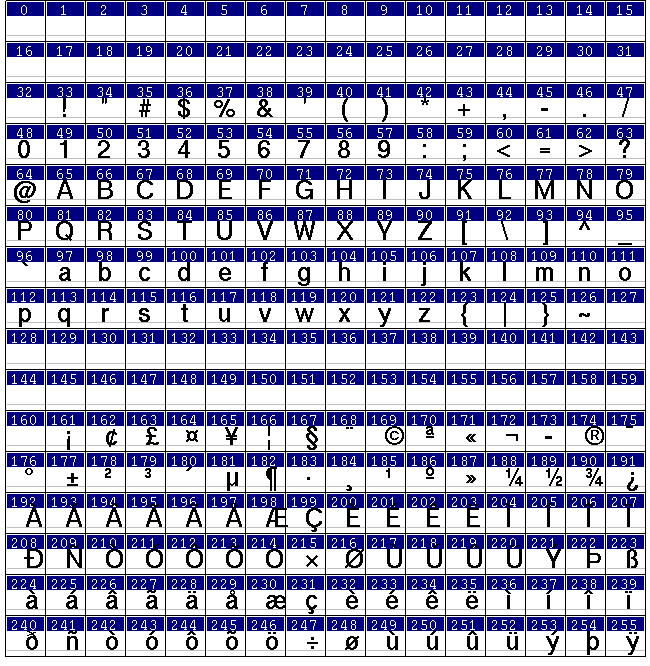 0 1 2 3 4 5 6 7 8 9 10 11 12 13 14 15
16 17 18 19 20 21 22 23 24 25 26 27 28 29 30 31
32 33 34 35 36 37 38 39 40 41 42 43 44 45 46 47
! " # $ % & ' ( ) * + , - . /
48 49 50 51 52 53 54 55 56 57 58 59 60 61 62 63
0 1 2 3 4 5 6 7 8 9 : ; < = > ?
64 65 66 67 68 69 70 71 72 73 74 75 76 77 78 79
@ A B C D E F G H I J K L M N O
80 81 82 83 84 85 86 87 88 89 90 91 92 93 94 95
P Q R S T U V W X Y Z [ \ ] ^ _
96 97 98 99 100 101 102 103 104 105 106 107 108 109 110 111
` a b c d e f g h i j k l m n o
112 113 114 115 116 117 118 119 120 121 122 123 124 125 126 127
p q r s t u v w x y z { | } ~
128 129 130 131 132 133 134 135 136 137 138 139 140 141 142 143
144 145 146 147 148 149 150 151 152 153 154 155 156 157 158 159
160 161 162 163 164 165 166 167 168 169 170 171 172 173 174 175
¡ ¢ £ ¤ ¥ ¦ § ¨ © ª « ¬ - ® ¯
176 177 178 179 180 181 182 183 184 185 186 187 188 189 190 191
° ± ² ³ ´ µ ¶ · ¸ ¹ º » ¼ ½ ¾ ¿
192 193 194 195 196 197 198 199 200 201 202 203 204 205 206 207
A A A A A A Æ Ç E E E E I I I I
208 209 210 211 212 213 214 215 216 217 218 219 220 221 222 223
Ð N O O O O O × Ø U U U U Y Þ ß
224 225 226 227 228 229 230 231 232 233 234 235 236 237 238 239
à á â ã ä å æ ç è é ê ë ì í î ï
240 241 242 243 244 245 246 247 248 249 250 251 252 253 254 255
ð ñ ò ó ô õ ö ÷ ø ù ú û ü ý þ ÿ